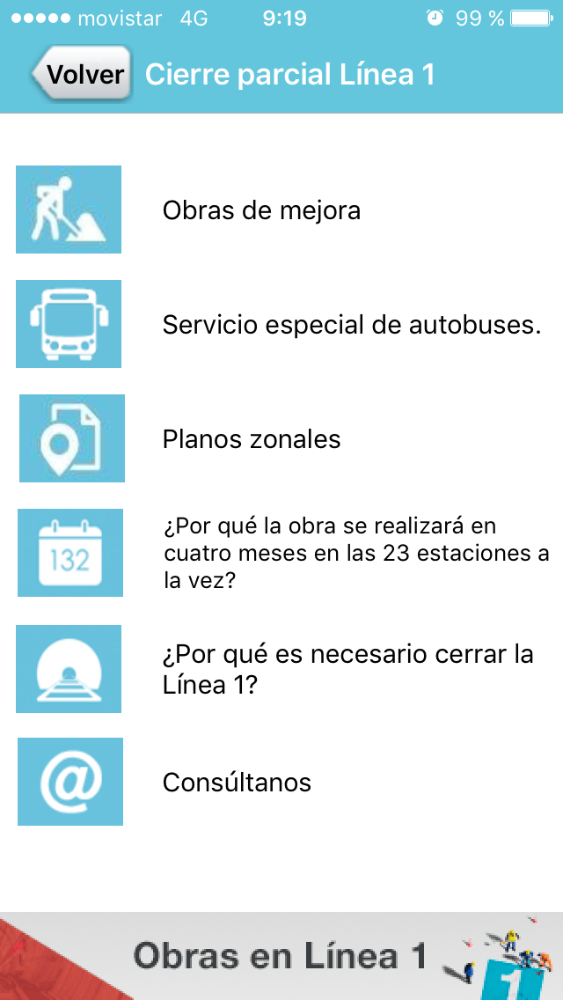 movistar 4G 9:19 99 %
Volver Cierre parcial Línea 1
Obras de mejora
Servicio especial de autobuses.
Planos zonales
132
¿Por qué la obra se realizará en
cuatro meses en las 23 estaciones a
la vez?
¿Por qué es necesario cerrar la
Línea 1?
@
Consúltanos
Obras en Línea 1
1